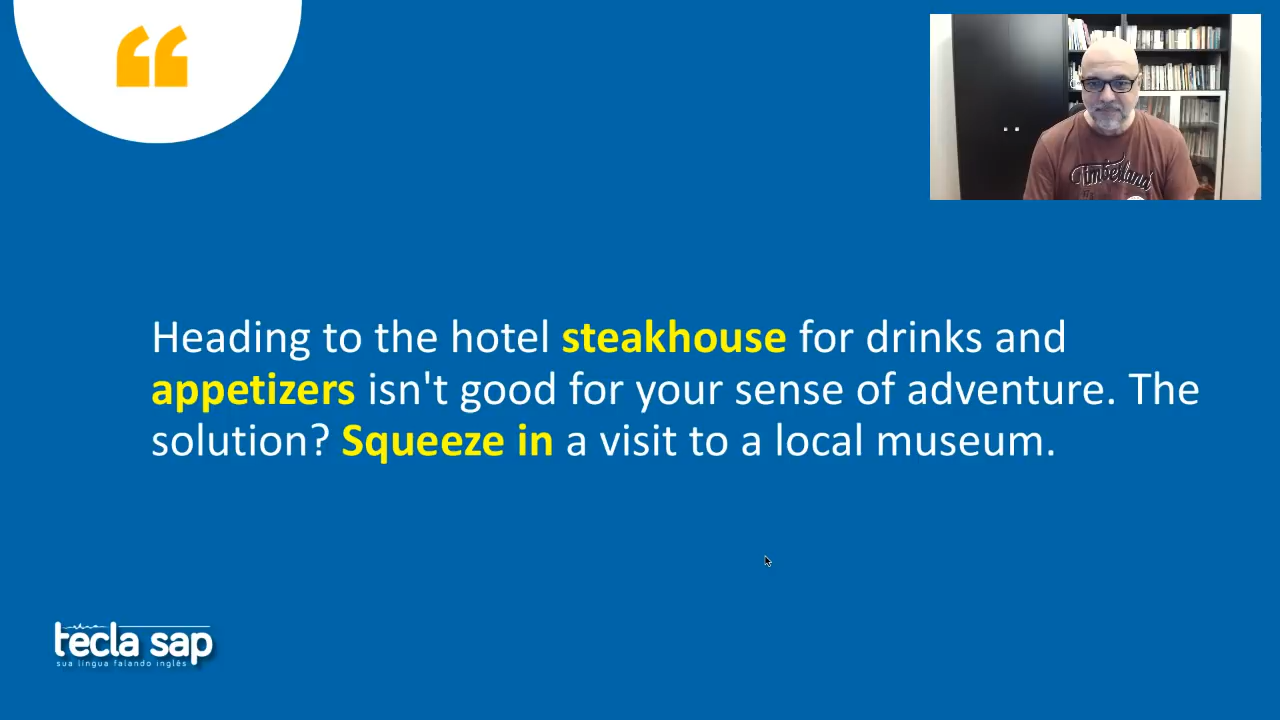 “
Timberland
Heading to the hotel steakhouse for drinks and
appetizers isn't good for your sense of adventure. The
solution? Squeeze in a visit to a local museum.
tecla sap
sua língua falando inglês